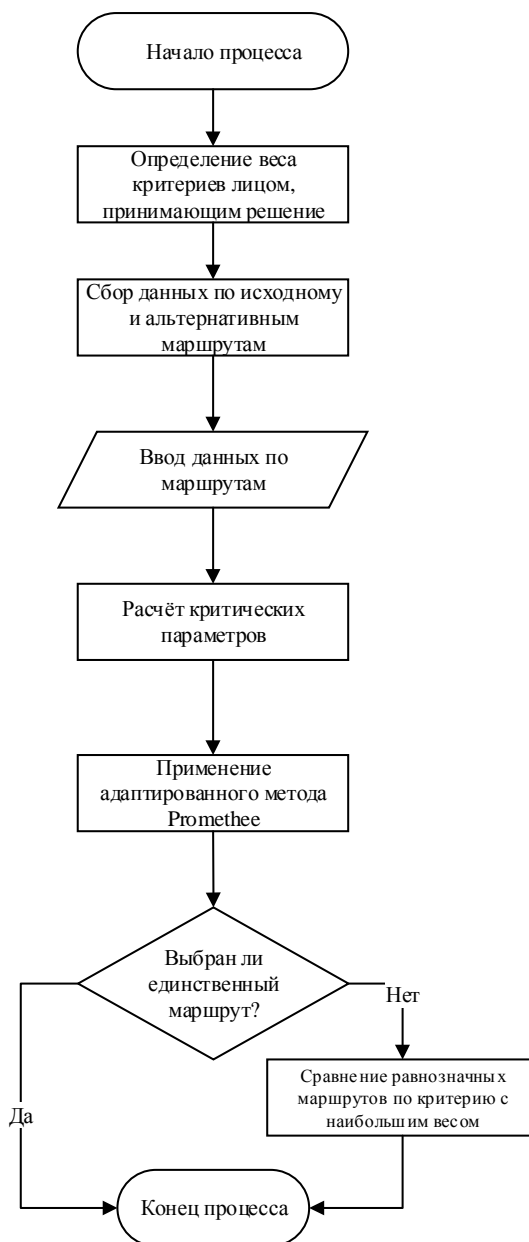 Начало процесса
Определение веса
критериев лицом,
принимающим решение
Сбор данных по исходному
и альтернативным
маршрутам
Ввод данных по
маршрутам
Расчёт критических
параметров
Применение
адаптированного метода
Promethee
Выбран ли
единственный
маршрут?
Нет
Сравнение равнозначных
маршрутов по критерию с
наибольшим весом
Да
Конец процесса